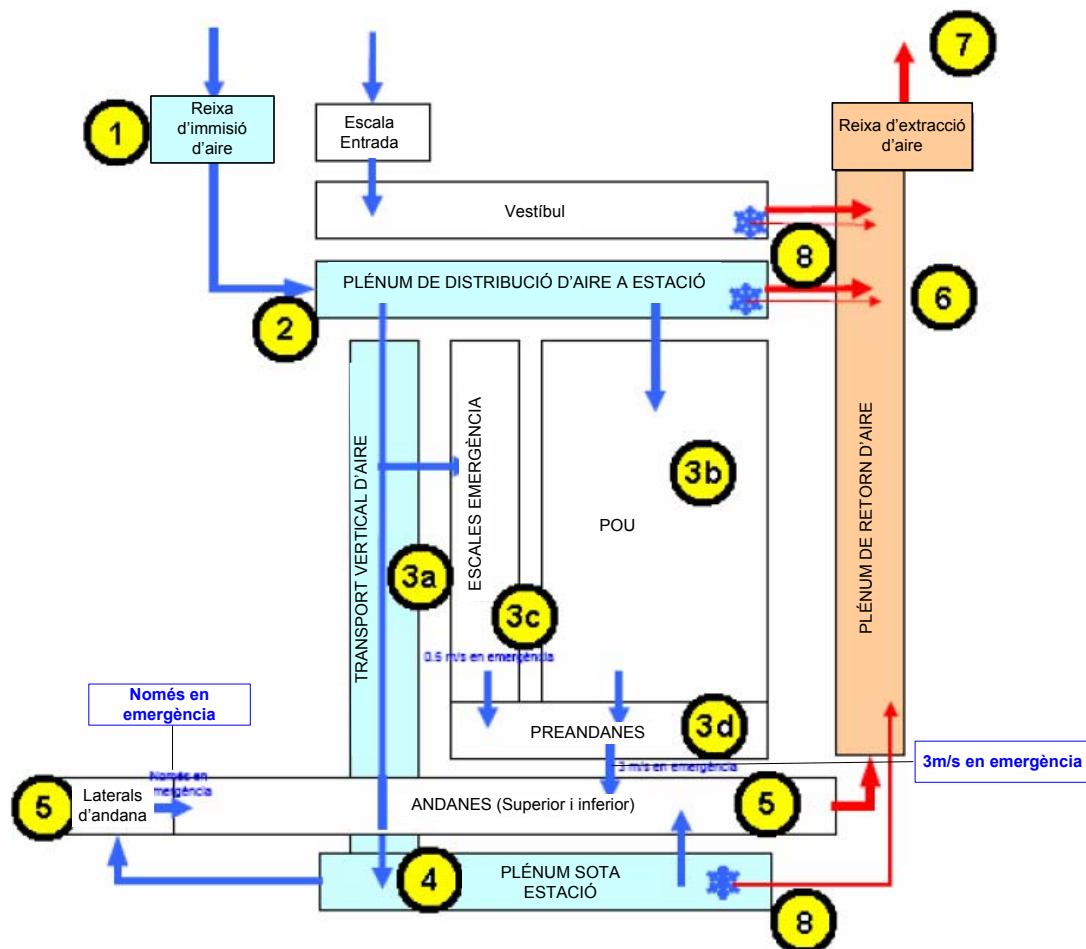 7
1
Reixa
d'immisió
d'aire
Escala
Entrada
Reixa d'extracció
d'aire
Vestíbul
8
PLÉNUM DE DISTRIBUCIÓ D'AIRE A ESTACIÓ
2
6
TRANSPORT VERTICAL D'AIRE
ESCALES EMERGÈNCIA
3b
POU
PLÉNUM DE RETORN D'AIRE
3a
3c
0.5 m/s en emergència
Només en
emergència
PREANDANES
3d
3 m/s en emergència
3m/s en emergència
Només en
emergència
5
Laterals
d'andana
ANDANES (Superior i inferior)
5
4
PLÉNUM SOTA
ESTACIÓ
8